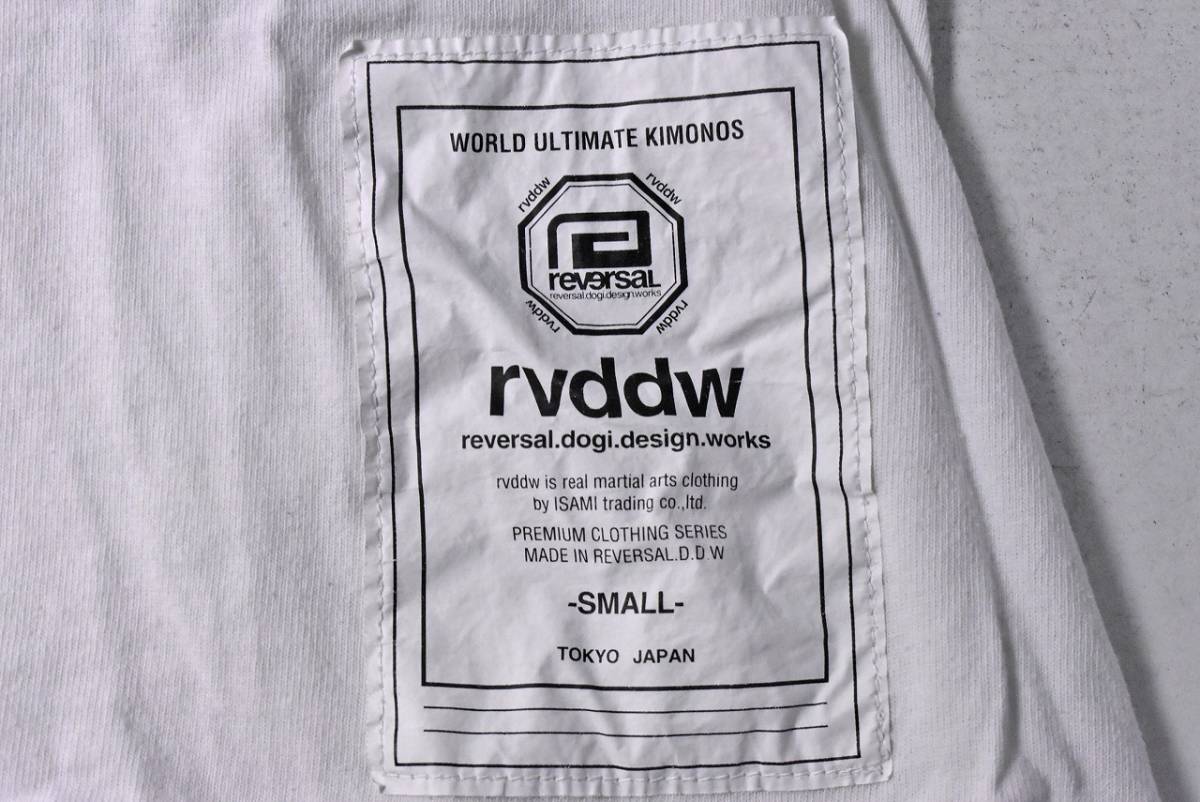 WORLD ULTIMATE KIMONOS
rvddw rvddw
reversal
reversal.dogi.design.works
rvddw rvddw
rvddw
reversal.dogi.design.works
rvddw is real martial arts clothing
by ISAMI trading co.,ltd.
PREMIUM CLOTHING SERIES
MADE IN REVERSAL.D.D.W
-SMALL-
TOKYO JAPAN